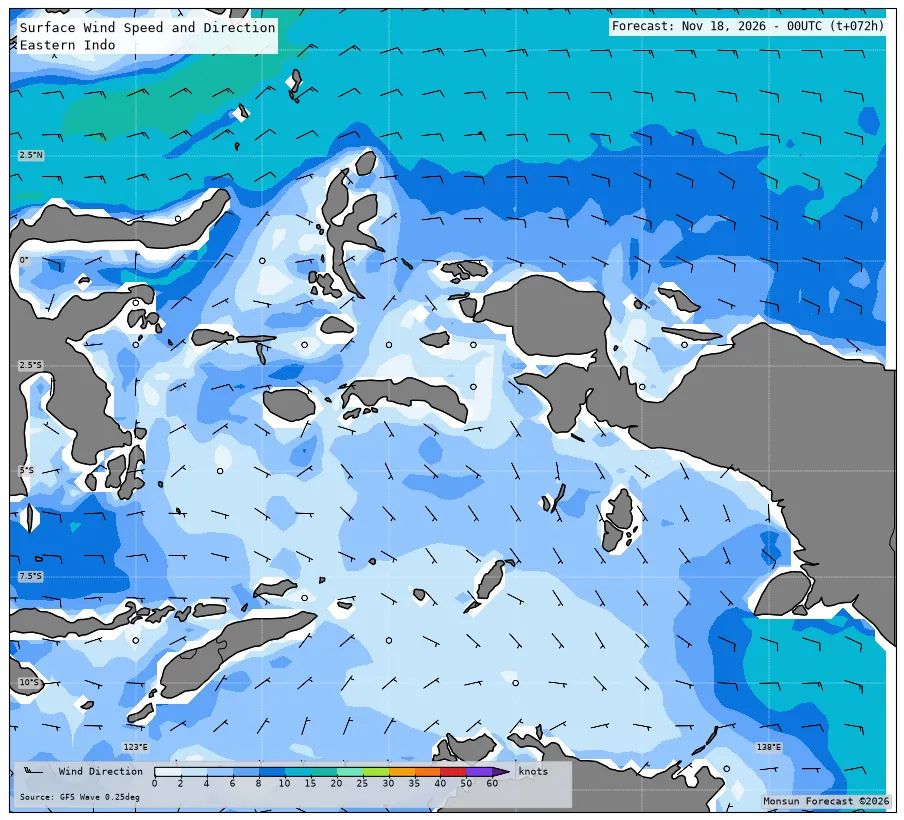 Surface Wind Speed and Direction
Eastern Indo
Forecast: Nov 18, 2026 - 00UTC (t+072h)
2.5°N
0°
2.5°S
5°S
7.5°S
10°S
123°E
138°E
Wind Direction
0 2 4 6 8 10 15 20 25 30 35 40 50 60
knots
Source: GFS Wave 0.25deg
Monsun Forecast ©2026